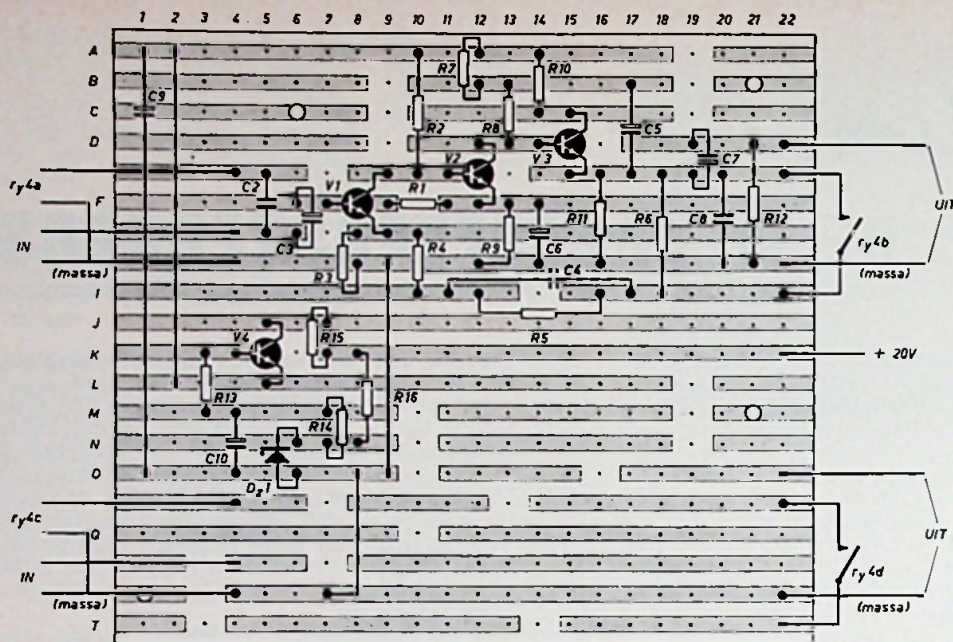 1 2 3 4 5 6 7 8 9 10 11 12 13 14 15 16 17 18 19 20 21 22
A
R7 R10
B
C9 C5
C
R2 R8
D
V3 C7
V2
ry4a
C2 V1 R1
F
UIT
C3 R11 R6 C8 R12
IN
R4 R9 C6 ry4b
R3 C4
(massa) (massa)
I
J
R5
V4 R15
K + 20V
L
R13 R16
M
R14
N
C10
O
Dz1
ry4c
Q UIT
IN
ry4d
(massa) (massa)
T